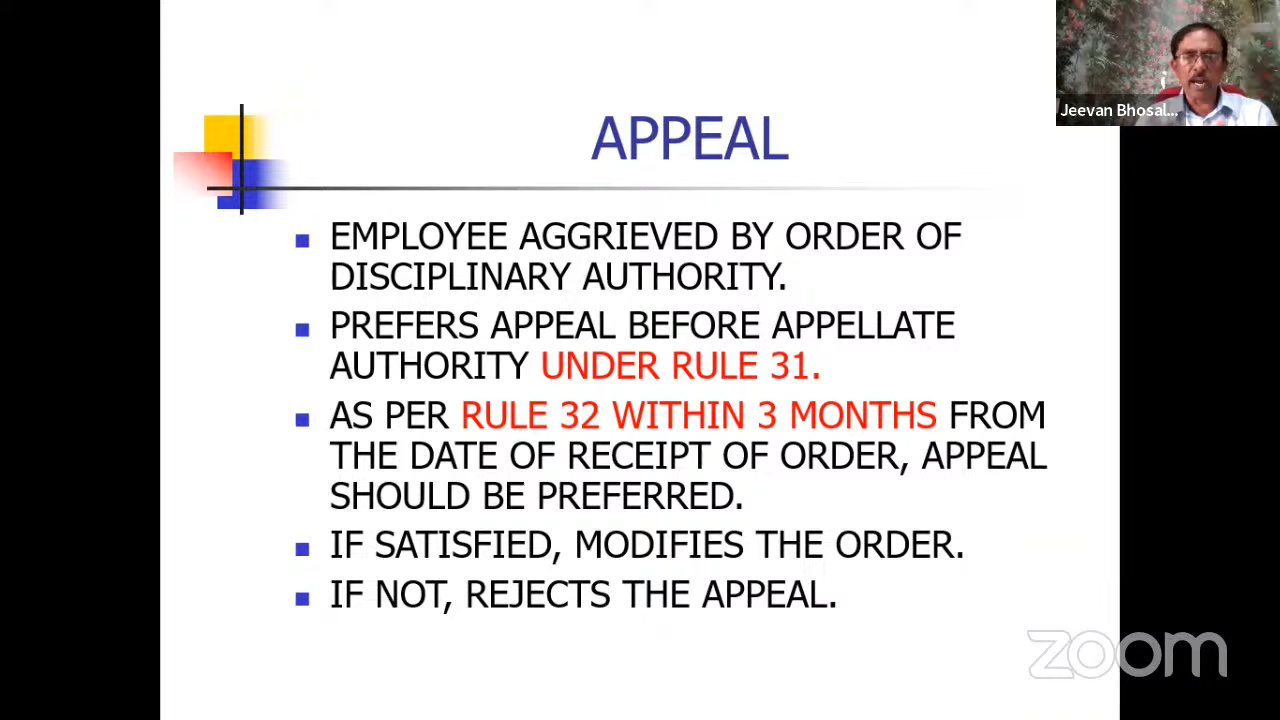 Jeevan Bhosal...
APPEAL
EMPLOYEE AGGRIEVED BY ORDER OF
DISCIPLINARY AUTHORITY.
PREFERS APPEAL BEFORE APPELLATE
AUTHORITY UNDER RULE 31.
AS PER RULE 32 WITHIN 3 MONTHS FROM
THE DATE OF RECEIPT OF ORDER, APPEAL
SHOULD BE PREFERRED.
IF SATISFIED, MODIFIES THE ORDER.
IF NOT, REJECTS THE APPEAL.
zoom